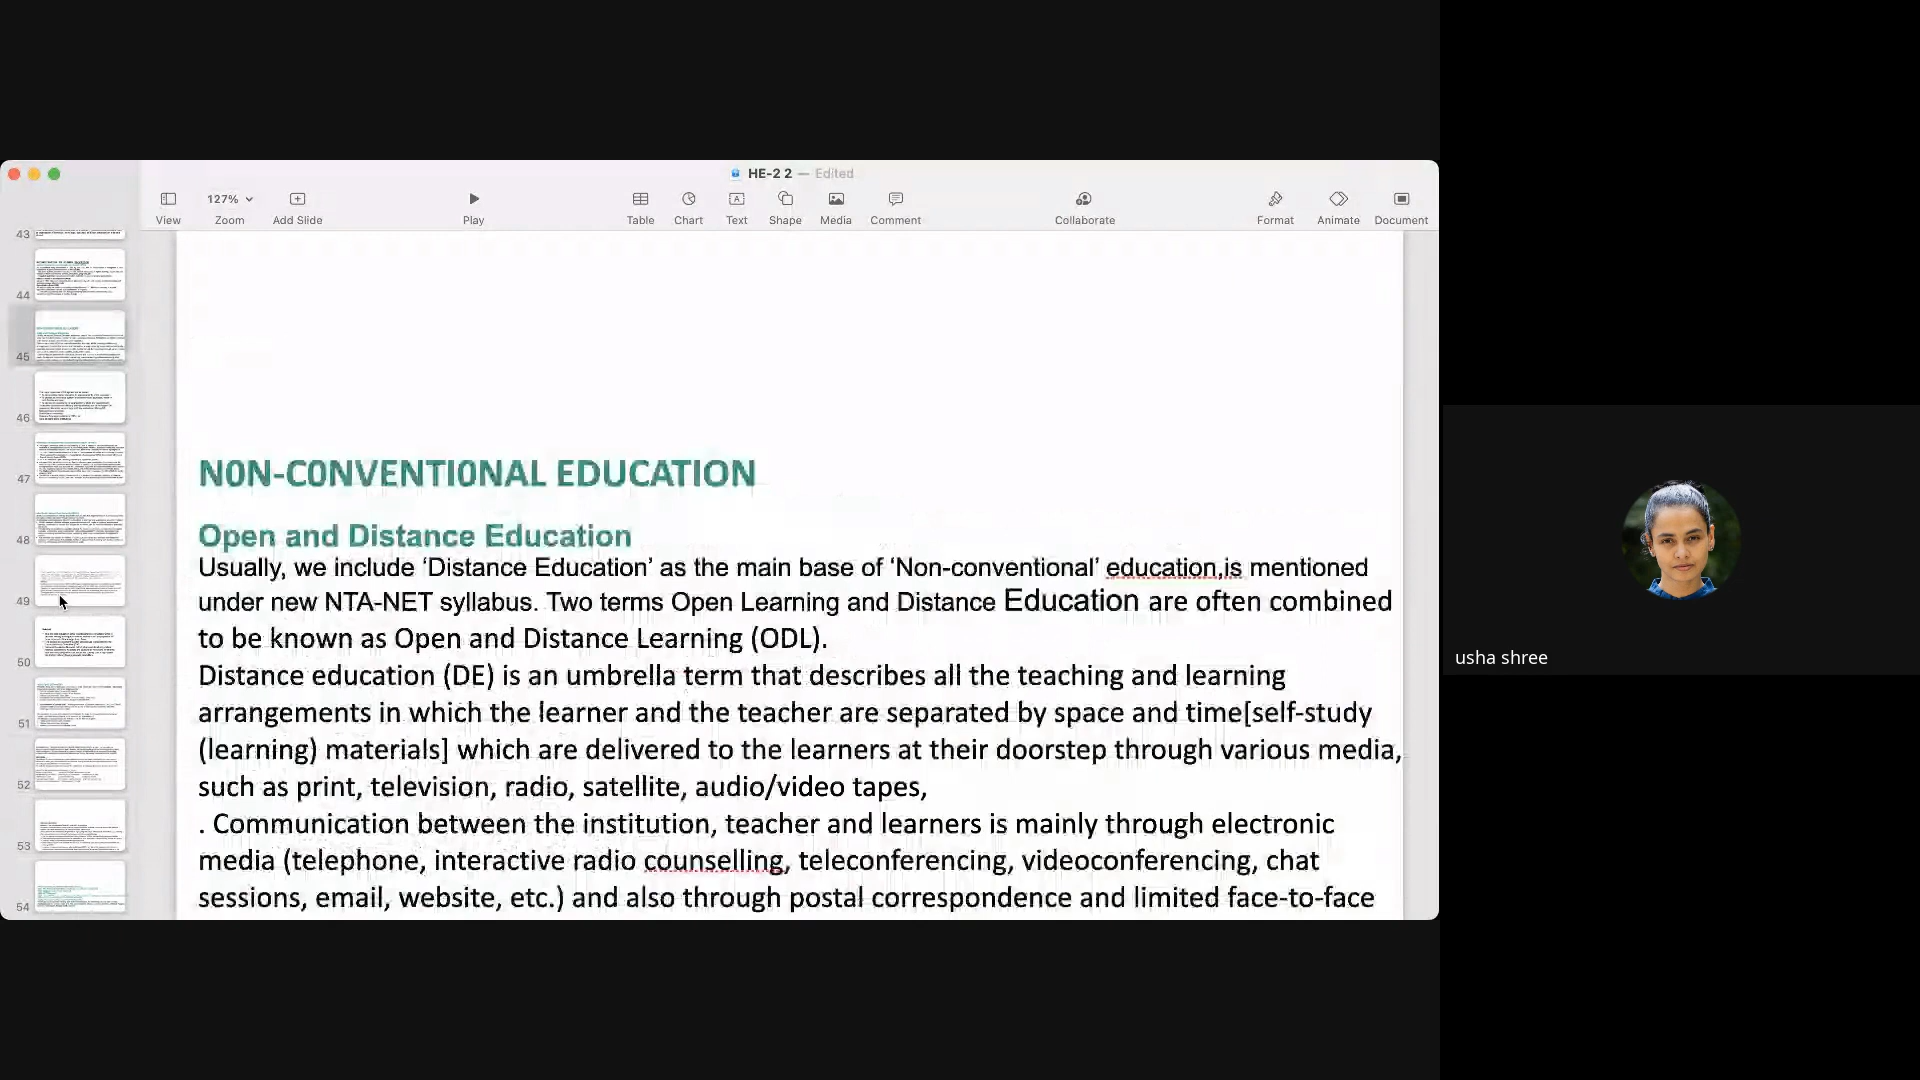 HE-2 2 — Edited
View
127%
Zoom
Add Slide
Play
Table
Chart
Text
Shape
Media
Comment
Collaborate
Format
Animate
Document
43
44
45
46
47
48
49
50
51
52
53
54
NON-CONVENTIONAL EDUCATION
Open and Distance Education
Usually, we include ‘Distance Education’ as the main base of ‘Non-conventional’ education,is mentioned
under new NTA-NET syllabus. Two terms Open Learning and Distance Education are often combined
to be known as Open and Distance Learning (ODL).
Distance education (DE) is an umbrella term that describes all the teaching and learning
arrangements in which the learner and the teacher are separated by space and time[self-study
(learning) materials] which are delivered to the learners at their doorstep through various media,
such as print, television, radio, satellite, audio/video tapes,
. Communication between the institution, teacher and learners is mainly through electronic
media (telephone, interactive radio counselling, teleconferencing, videoconferencing, chat
sessions, email, website, etc.) and also through postal correspondence and limited face-to-face
usha shree